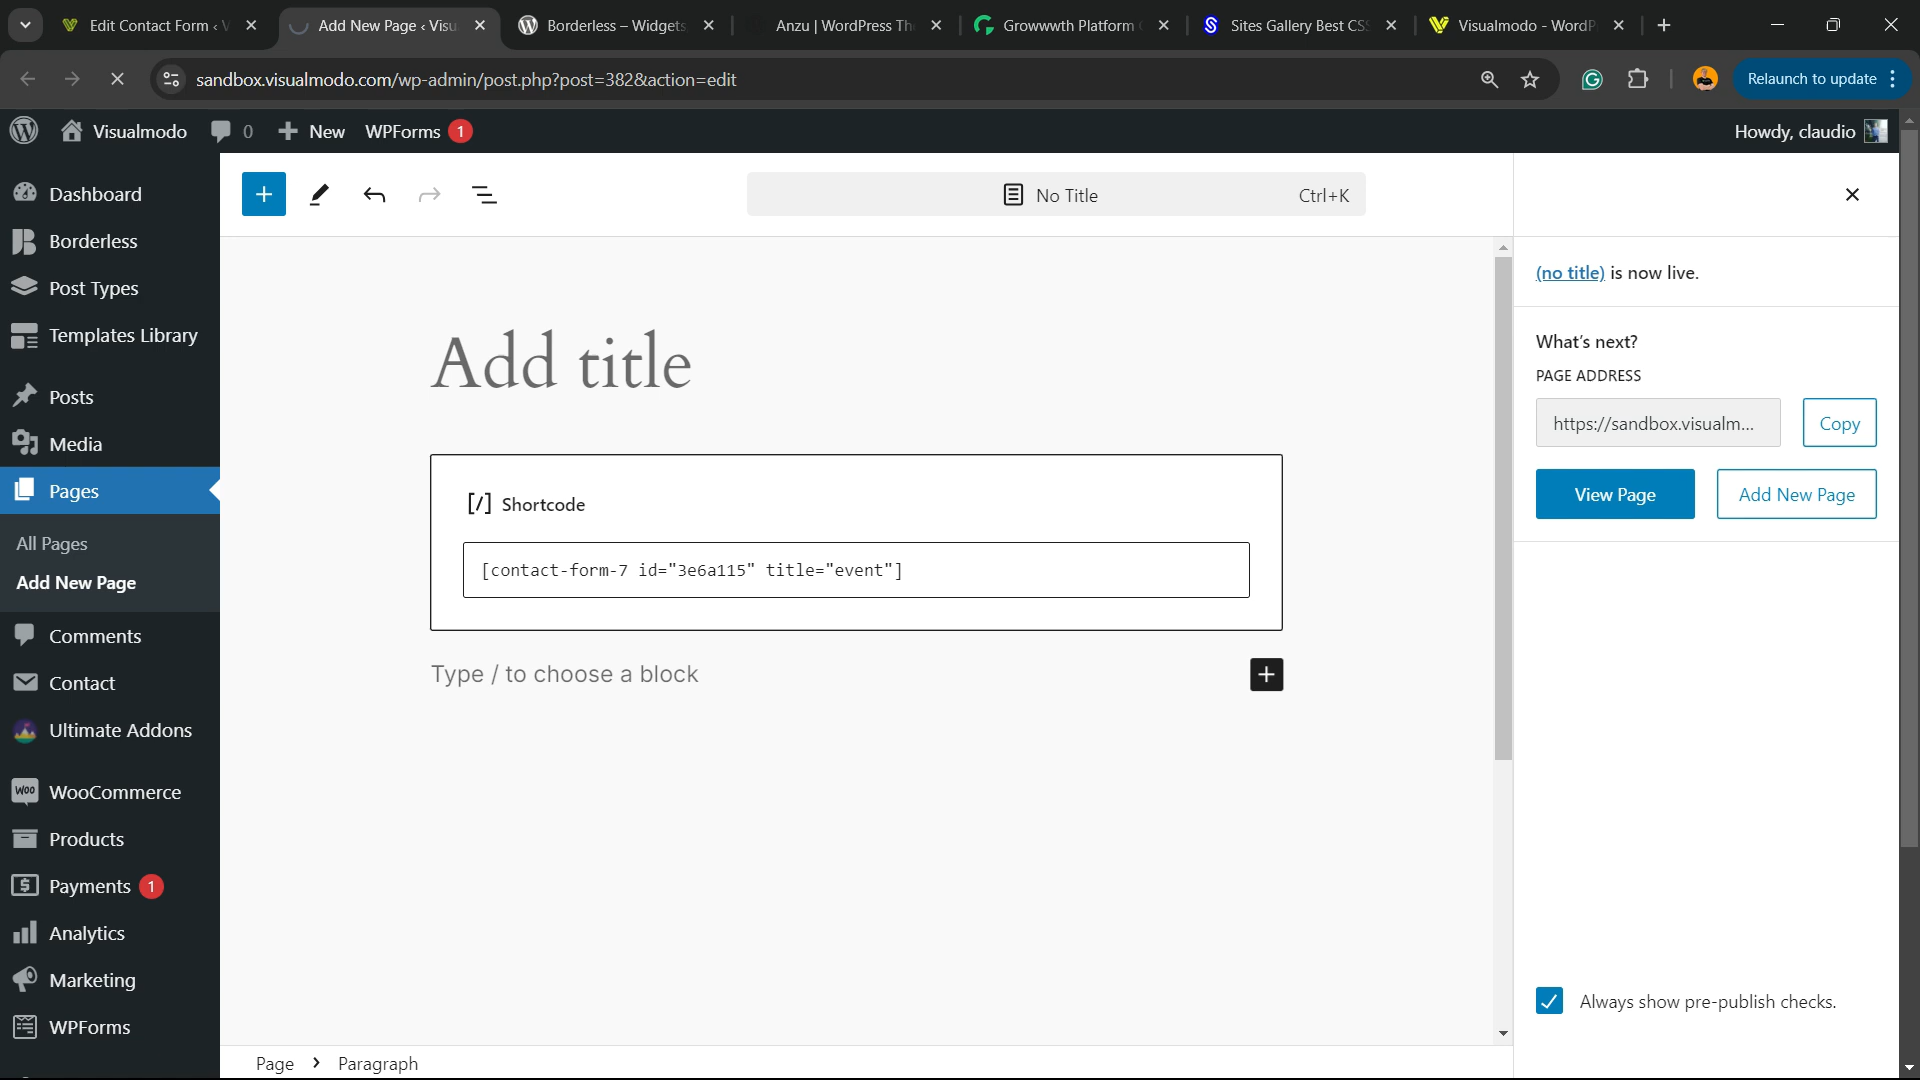 Edit Contact Form ‹ V
Add New Page ‹ Visu
Borderless – Widgets
Anzu | WordPress Th
Growwwth Platform
Sites Gallery Best CSS
Visualmodo - WordP
sandbox.visualmodo.com/wp-admin/post.php?post=382&action=edit
Relaunch to update
Visualmodo
0
New
WPForms
1
Howdy, claudio
Dashboard
Borderless
Post Types
Templates Library
Posts
Media
Pages
All Pages
Add New Page
Comments
Contact
Ultimate Addons
WOO
WooCommerce
Products
Payments
1
Analytics
Marketing
WPForms
No Title
Ctrl+K
Add title
[/] Shortcode
[contact-form-7 id="3e6a115" title="event"]
Type / to choose a block
Page
Paragraph
(no title) is now live.
What's next?
PAGE ADDRESS
https://sandbox.visualm...
Copy
View Page
Add New Page
Always show pre-publish checks.